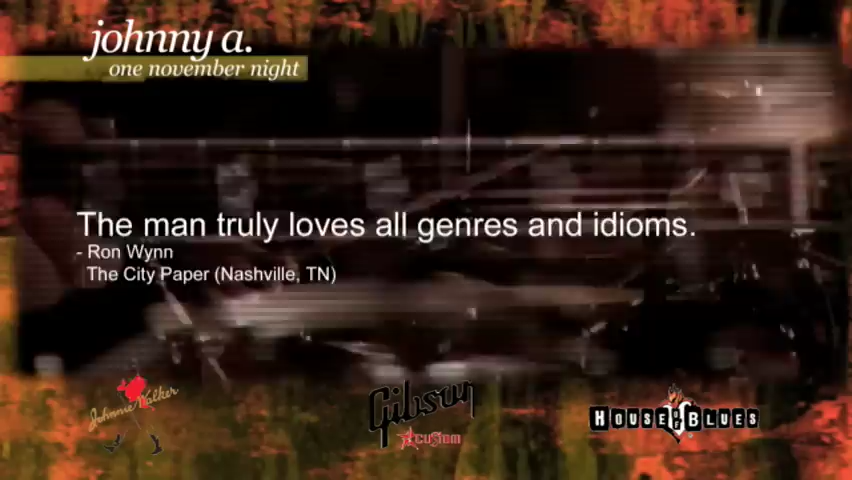 johnny a.
one november night
The man truly loves all genres and idioms.
- Ron Wynn
The City Paper (Nashville, TN)
Johnnie Walker
Gibson
CUSTOM
HOUSE OF BLUES